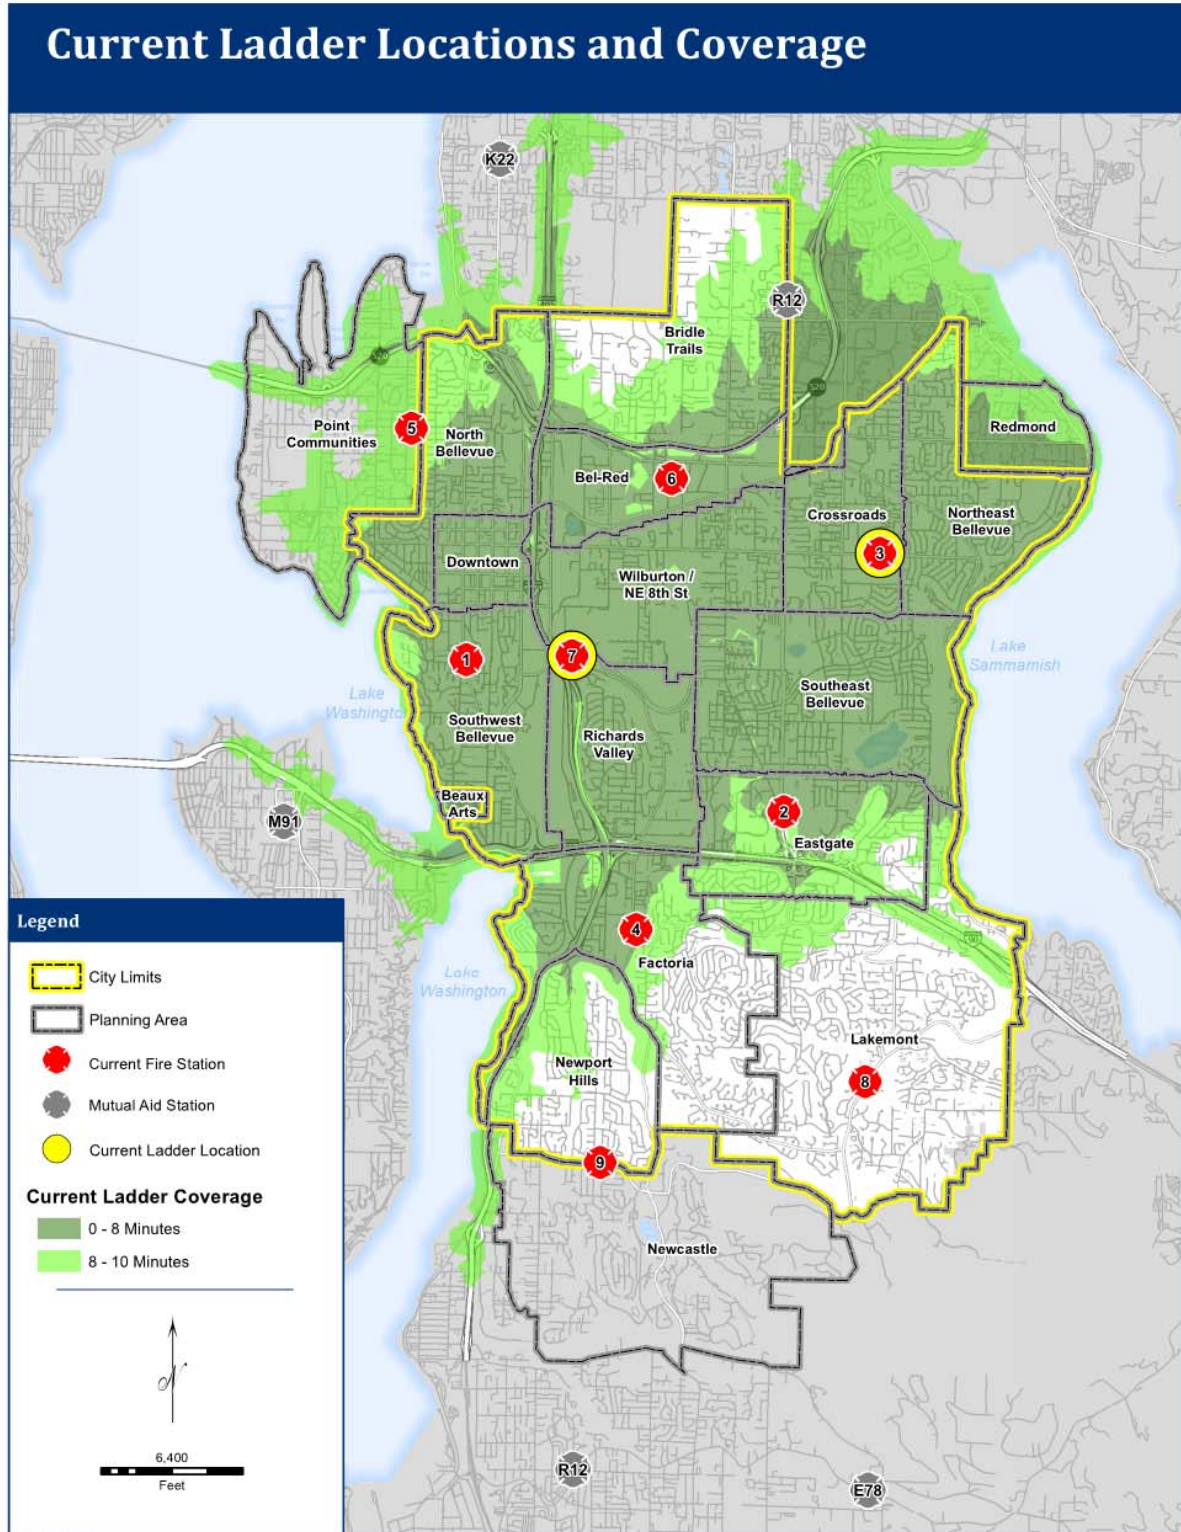 Current Ladder Locations and Coverage
K22
R12
Bridle
Trails
520
520
Point
Communities
5
North
Bellevue
Redmond
Bel-Red
6
Crossroads
Northeast
Bellevue
3
Downtown
Wilburton /
NE 8th St
1
7
Lake
Sammamish
Lake
Washington
Southwest
Bellevue
Richards
Valley
Southeast
Bellevue
Beaux
Arts
M91
2
Eastgate
4
Factoria
90
Lake
Washington
Newport
Hills
Lakemont
8
9
Newcastle
R12
E78
Legend
City Limits
Planning Area
Current Fire Station
Mutual Aid Station
Current Ladder Location
Current Ladder Coverage
0 - 8 Minutes
8 - 10 Minutes
N
6,400
Feet